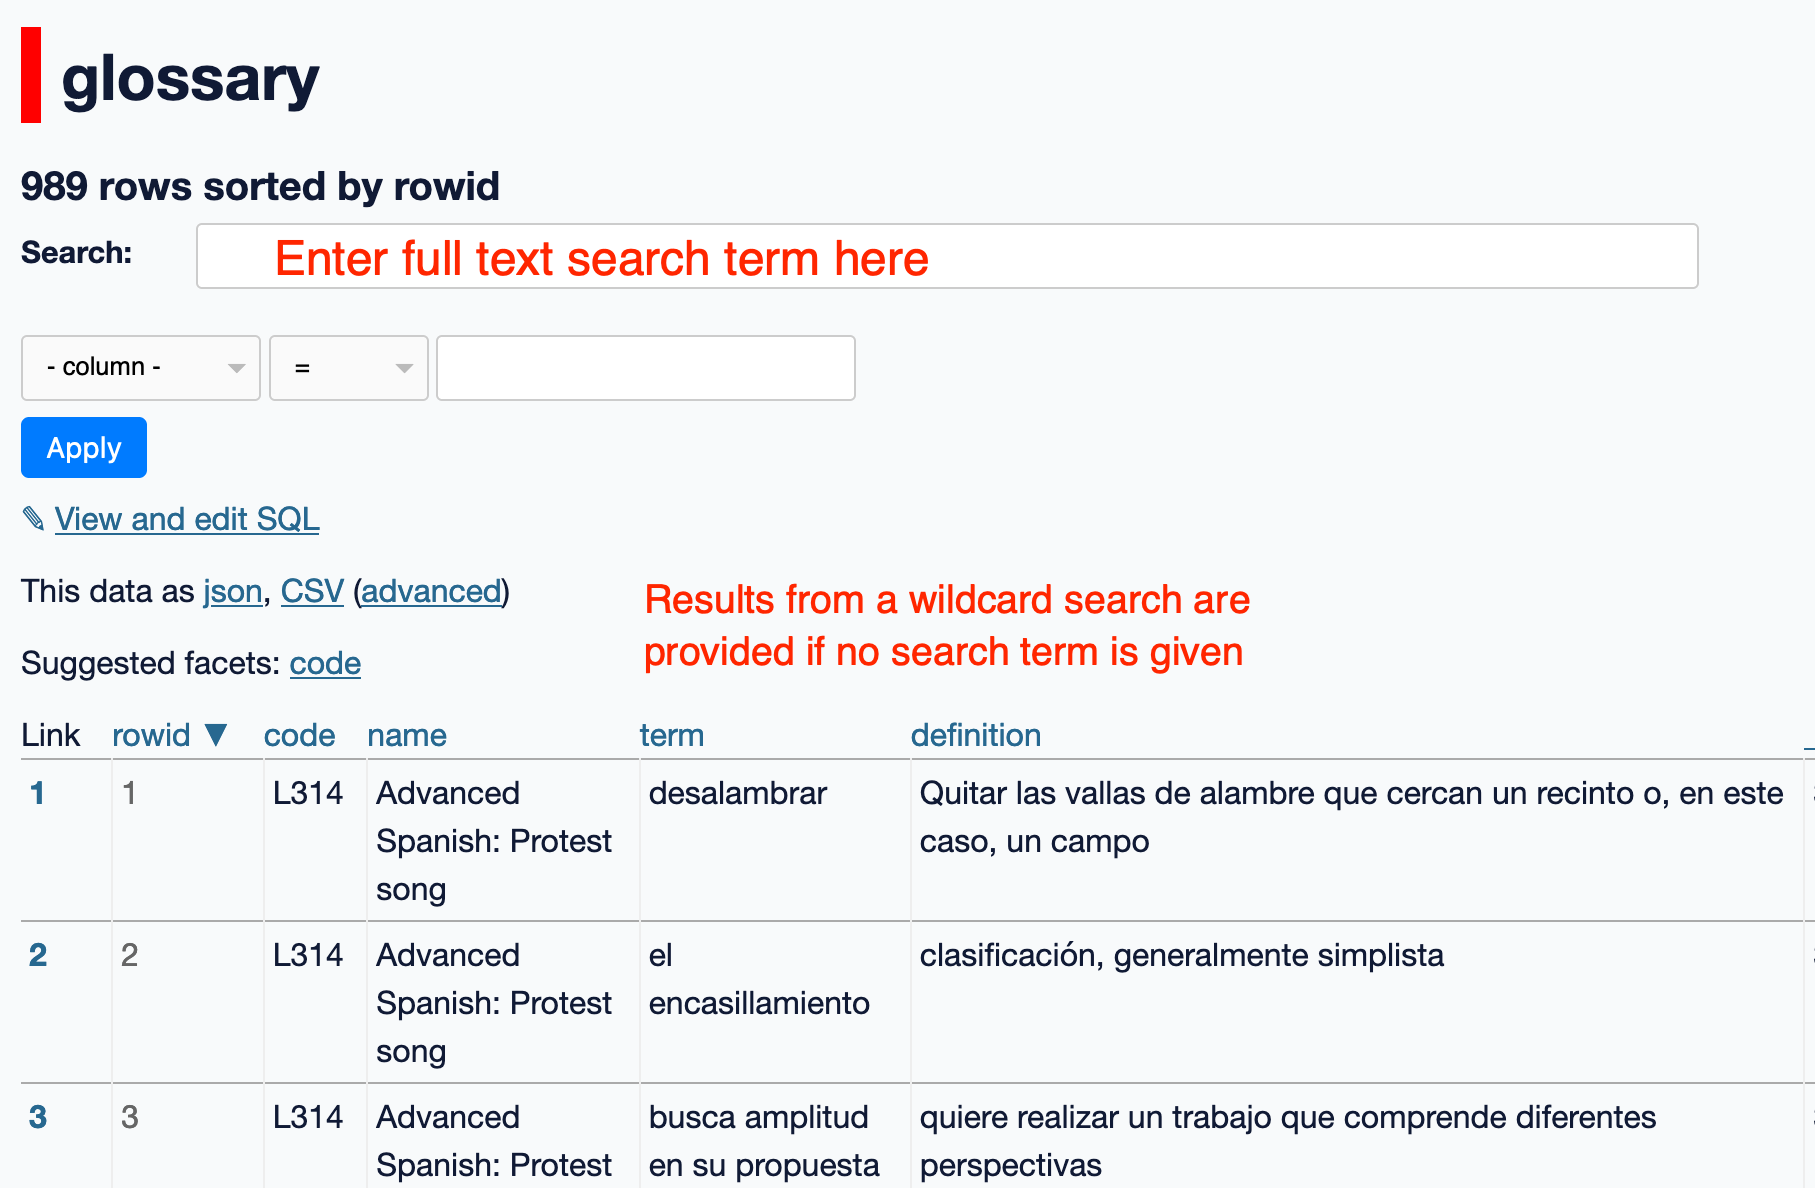 glossary
989 rows sorted by rowid
Search: Enter full text search term here
- column - =
Apply
✎ View and edit SQL
This data as json, CSV (advanced)
Results from a wildcard search are
provided if no search term is given
Suggested facets: code
Link rowid ▼ code name term definition
1 1 L314 Advanced desalambrar Quitar las vallas de alambre que cercan un recinto o, en este
Spanish: Protest caso, un campo
song
2 2 L314 Advanced el clasificación, generalmente simplista
Spanish: Protest encasillamiento
song
3 3 L314 Advanced busca amplitud quiere realizar un trabajo que comprende diferentes
Spanish: Protest en su propuesta perspectivas